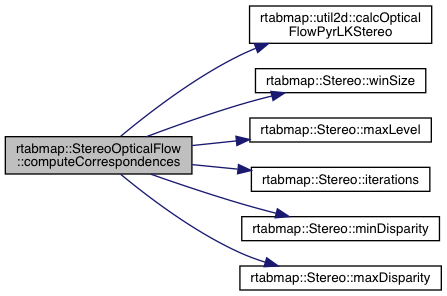 rtabmap::util2d::calcOptical
FlowPyrLKStereo
rtabmap::Stereo::winSize
rtabmap::Stereo::maxLevel
rtabmap::StereoOpticalFlow
::computeCorrespondences
rtabmap::Stereo::iterations
rtabmap::Stereo::minDisparity
rtabmap::Stereo::maxDisparity